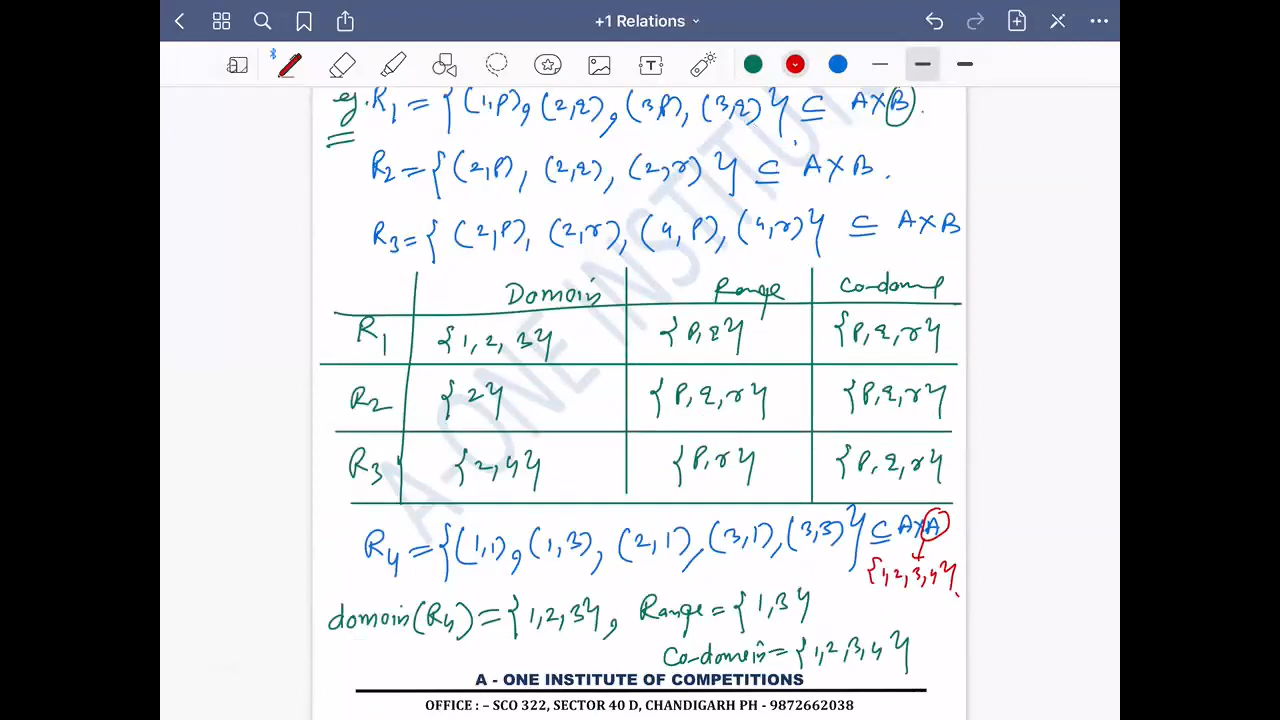 +1 Relations
eg. R1 = {(1,p), (2,q), (3,p), (3,q)} ⊆ A×B.
R2 = {(2,p), (2,q), (2,r)} ⊆ A×B.
R3 = {(2,p), (2,r), (4,p), (4,r)} ⊆ A×B
Domain Range Co-domain
R1 {1, 2, 3} {p, q} {p, q, r}
R2 {2} {p, q, r} {p, q, r}
R3 {2, 4} {p, r} {p, q, r}
R4 = {(1,1), (1,3), (2,1), (3,1), (3,3)} ⊆ A×A
{1, 2, 3, 4}.
domain(R4) = {1, 2, 3}, Range = {1, 3}
Co-domain = {1, 2, 3, 4}
A-ONE INSTITUT
A - ONE INSTITUTE OF COMPETITIONS
OFFICE : – SCO 322, SECTOR 40 D, CHANDIGARH PH - 9872662038